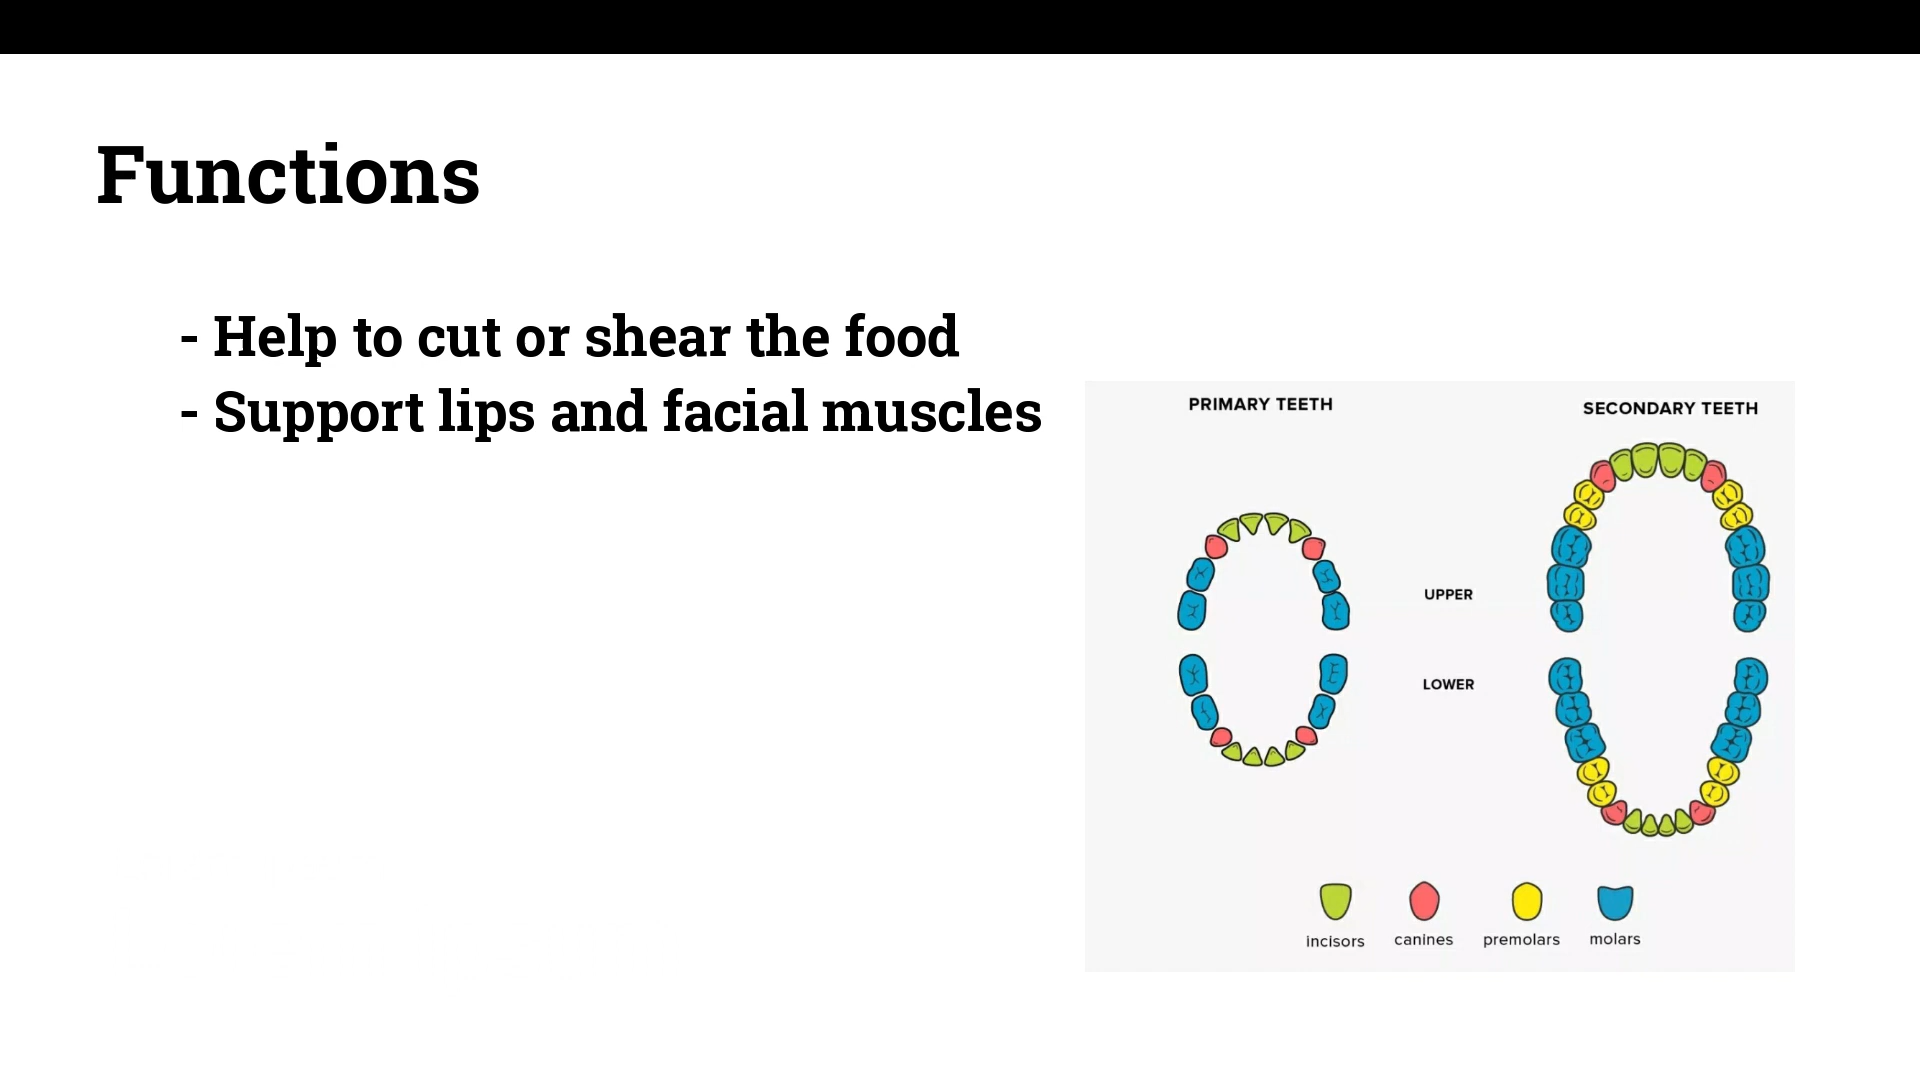 Functions
- Help to cut or shear the food
- Support lips and facial muscles
PRIMARY TEETH
SECONDARY TEETH
UPPER
LOWER
incisors
canines
premolars
molars